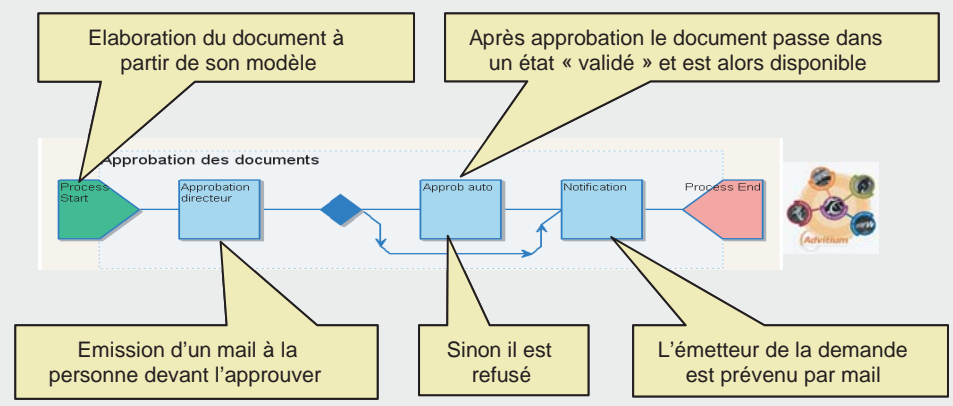 Elaboration du document à
partir de son modèle
Après approbation le document passe dans
un état « validé » et est alors disponible
Approbation des documents
Process
Start
Approbation
directeur
Approb auto
Notification
Process End
Advitium
Emission d’un mail à la
personne devant l’approuver
Sinon il est
refusé
L’émetteur de la demande
est prévenu par mail